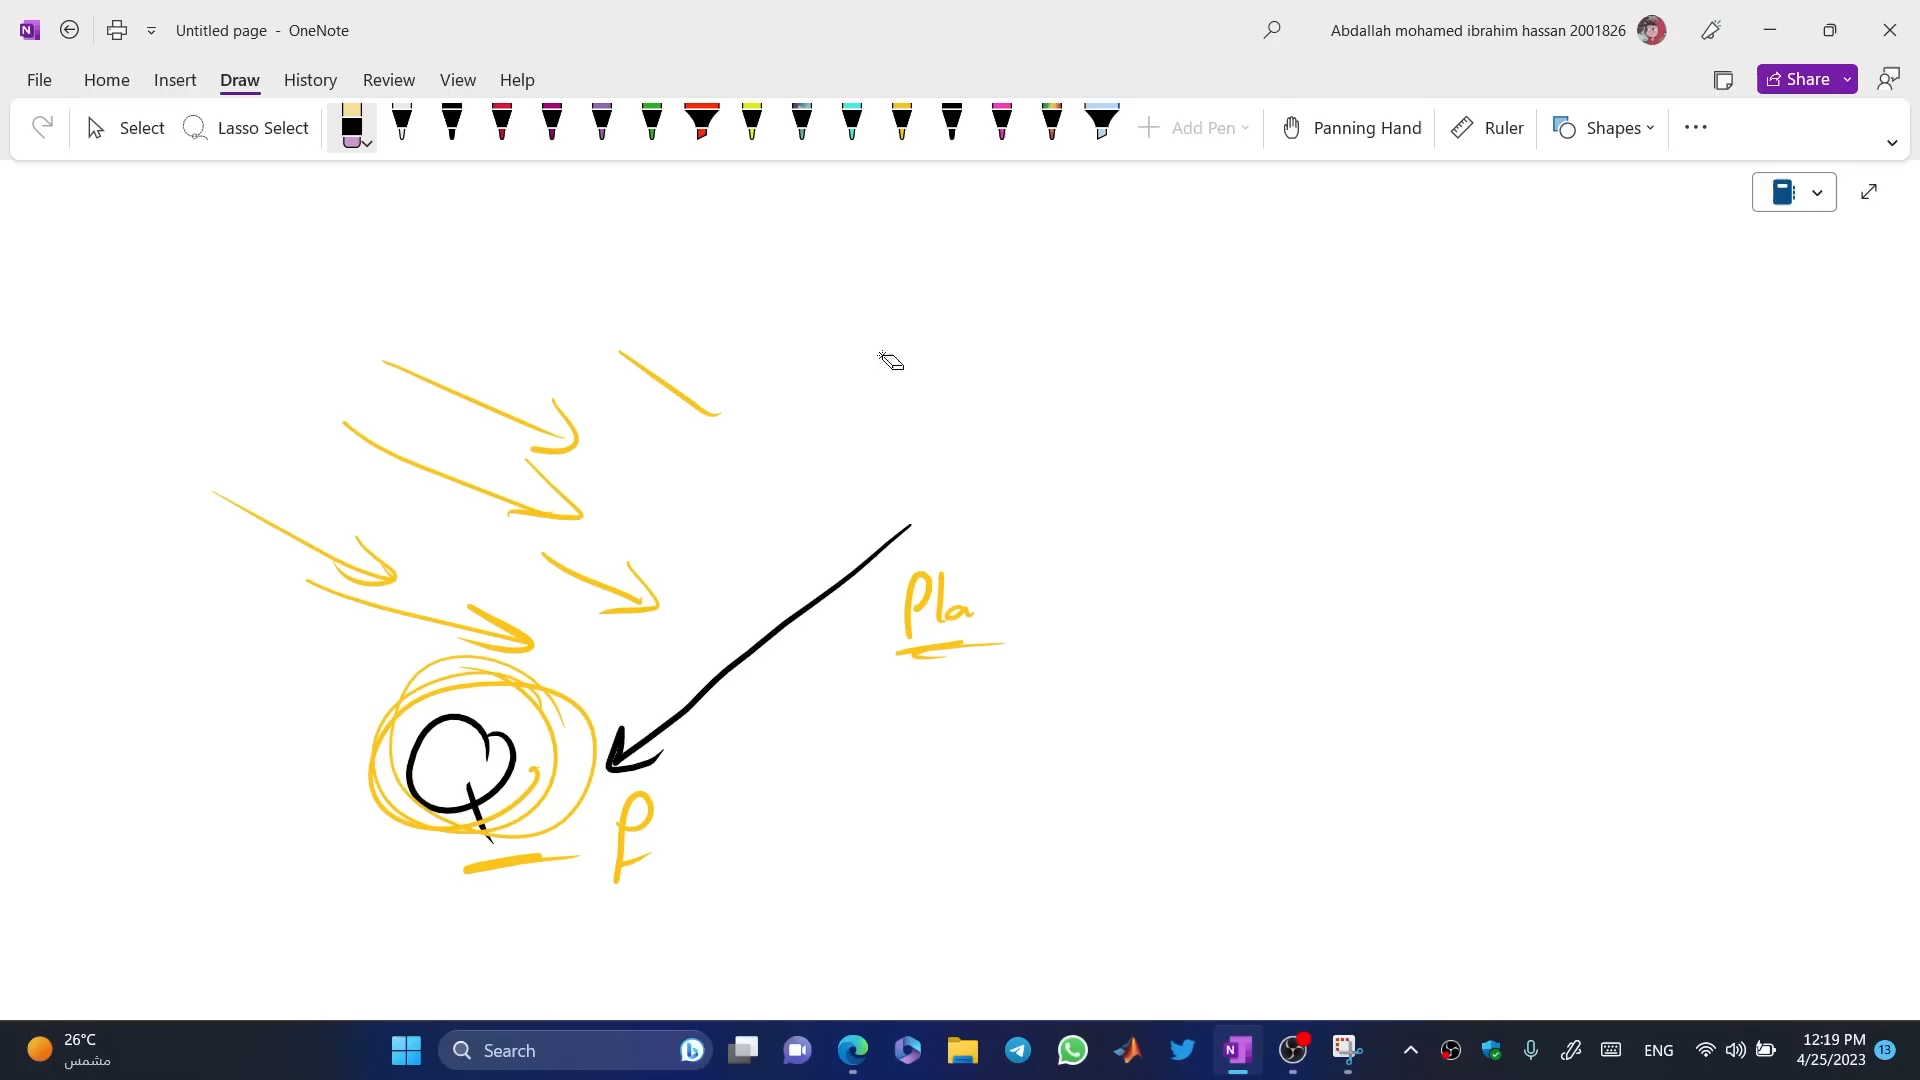 Untitled page - OneNote
Abdallah mohamed ibrahim hassan 2001826
File Home Insert Draw History Review View Help
Share
Select Lasso Select Add Pen Panning Hand Ruler Shapes
Pla
Q
P
26°C
مشمس
Search
ENG
12:19 PM
4/25/2023
13